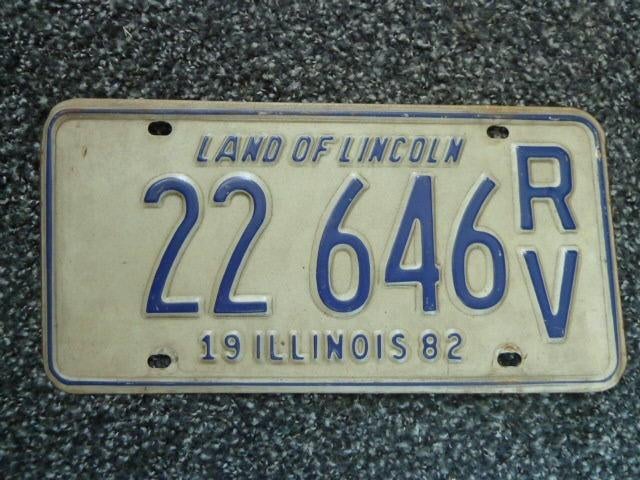 LAND OF LINCOLN
22 646 RV
19 ILLINOIS 82